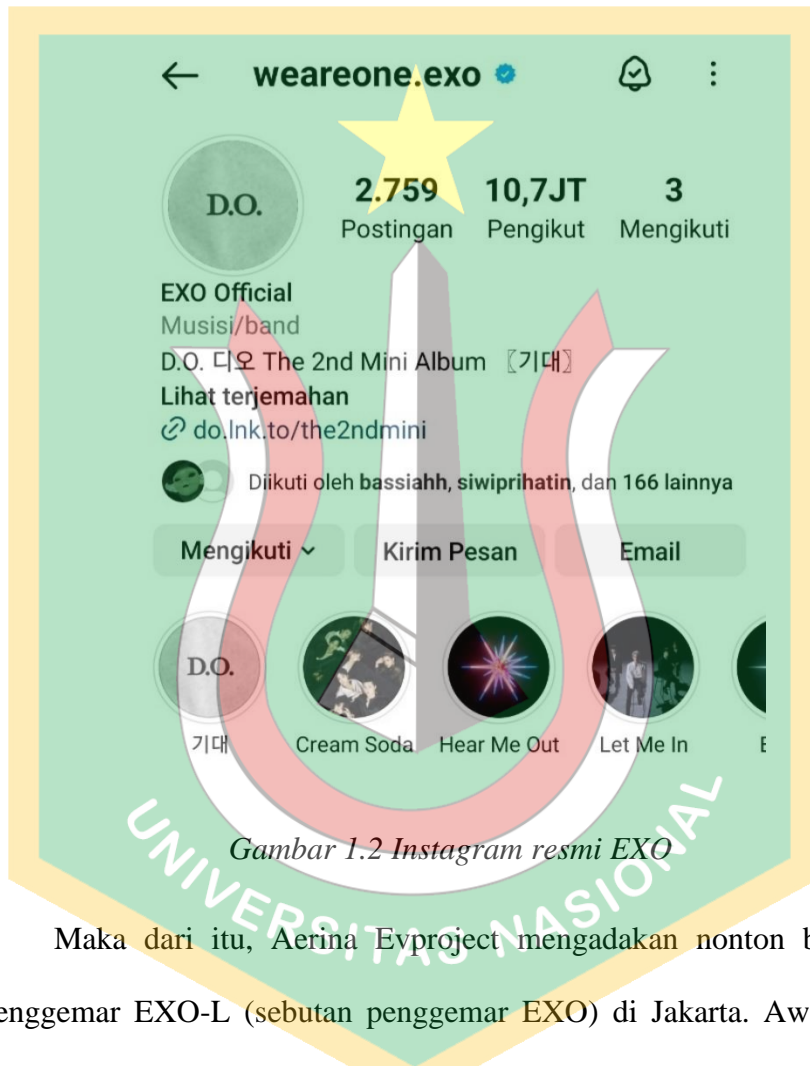 weareone.exo
D.O.
2.759 10,7JT 3
Postingan Pengikut Mengikuti
EXO Official
Musisi/band
D.O. 디오 The 2nd Mini Album 〖기대〗
Lihat terjemahan
do.lnk.to/the2ndmini
Diikuti oleh bassiahh, siwiprihatin, dan 166 lainnya
Mengikuti Kirim Pesan Email
D.O.
기대 Cream Soda Hear Me Out Let Me In
Gambar 1.2 Instagram resmi EXO
UNIVERSITAS NASIONAL
Maka dari itu, Aerina Evproject mengadakan nonton
EXO-L (sebutan penggemar EXO) di Jakarta.